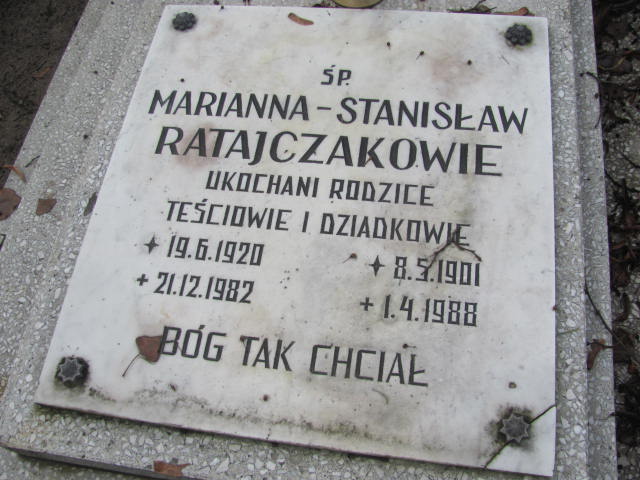 ŚP.
MARIANNA - STANISŁAW
RATAJCZAKOWIE
UKOCHANI RODZICE
TEŚCIOWIE I DZIADKOWIE
✦ 19.6.1920 ✦ 8.5.1901
+ 21.12.1982 + 1.4.1988
BÓG TAK CHCIAŁ